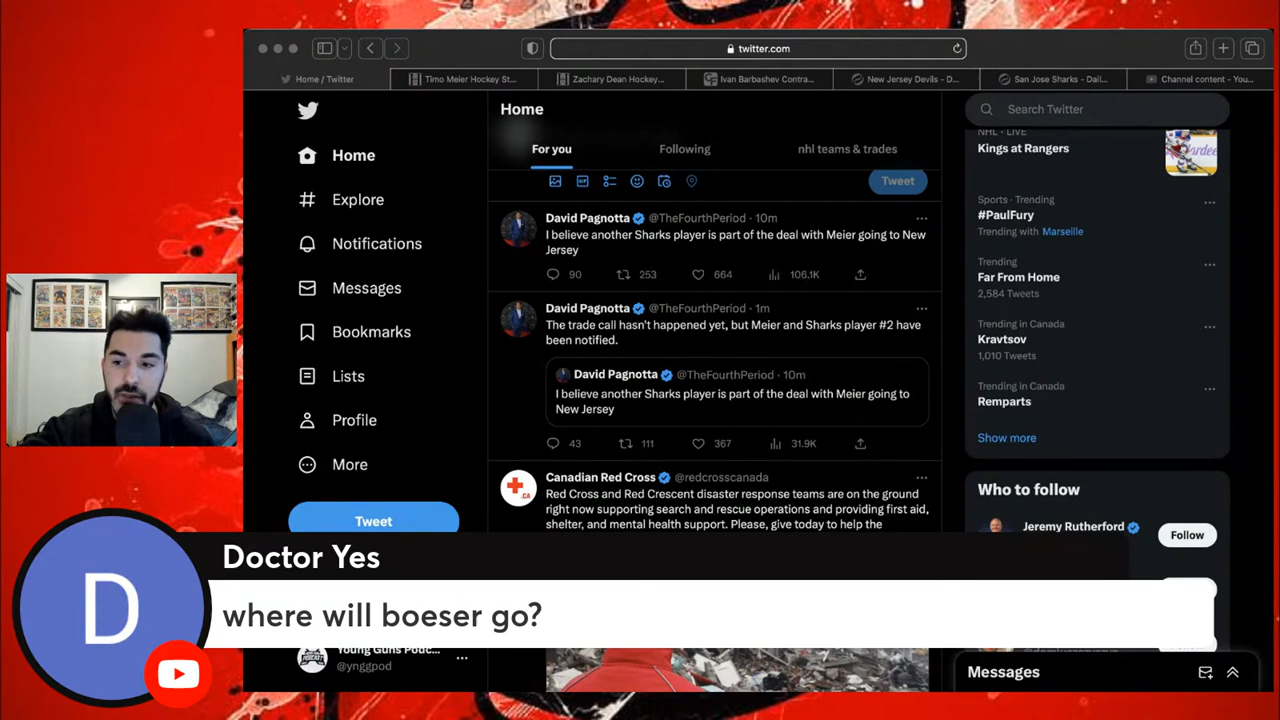 twitter.com
Home / Twitter
Timo Meier Hockey St...
Zachary Dean Hockey...
Ivan Barbashev Contra...
New Jersey Devils - D...
San Jose Sharks - Dail...
Channel content - You...
Home
Explore
Notifications
Messages
Bookmarks
Lists
Profile
More
Tweet
Home
For you
Following
nhl teams & trades
Tweet
David Pagnotta @TheFourthPeriod · 10m
I believe another Sharks player is part of the deal with Meier going to New
Jersey
90 253 664 106.1K
David Pagnotta @TheFourthPeriod · 1m
The trade call hasn't happened yet, but Meier and Sharks player #2 have
been notified.
David Pagnotta @TheFourthPeriod · 10m
I believe another Sharks player is part of the deal with Meier going to
New Jersey
43 111 367 31.9K
Canadian Red Cross @redcrosscanada
Red Cross and Red Crescent disaster response teams are on the ground
right now supporting search and rescue operations and providing first aid,
shelter, and mental health support. Please, give today to help the
Search Twitter
NHL · LIVE
Kings at Rangers
Sports · Trending
#PaulFury
Trending with Marseille
Trending
Far From Home
2,584 Tweets
Trending in Canada
Kravtsov
1,010 Tweets
Trending in Canada
Remparts
Show more
Who to follow
Jeremy Rutherford
Follow
D
Doctor Yes
where will boeser go?
Young Guns Podc...
@ynggpod
Messages